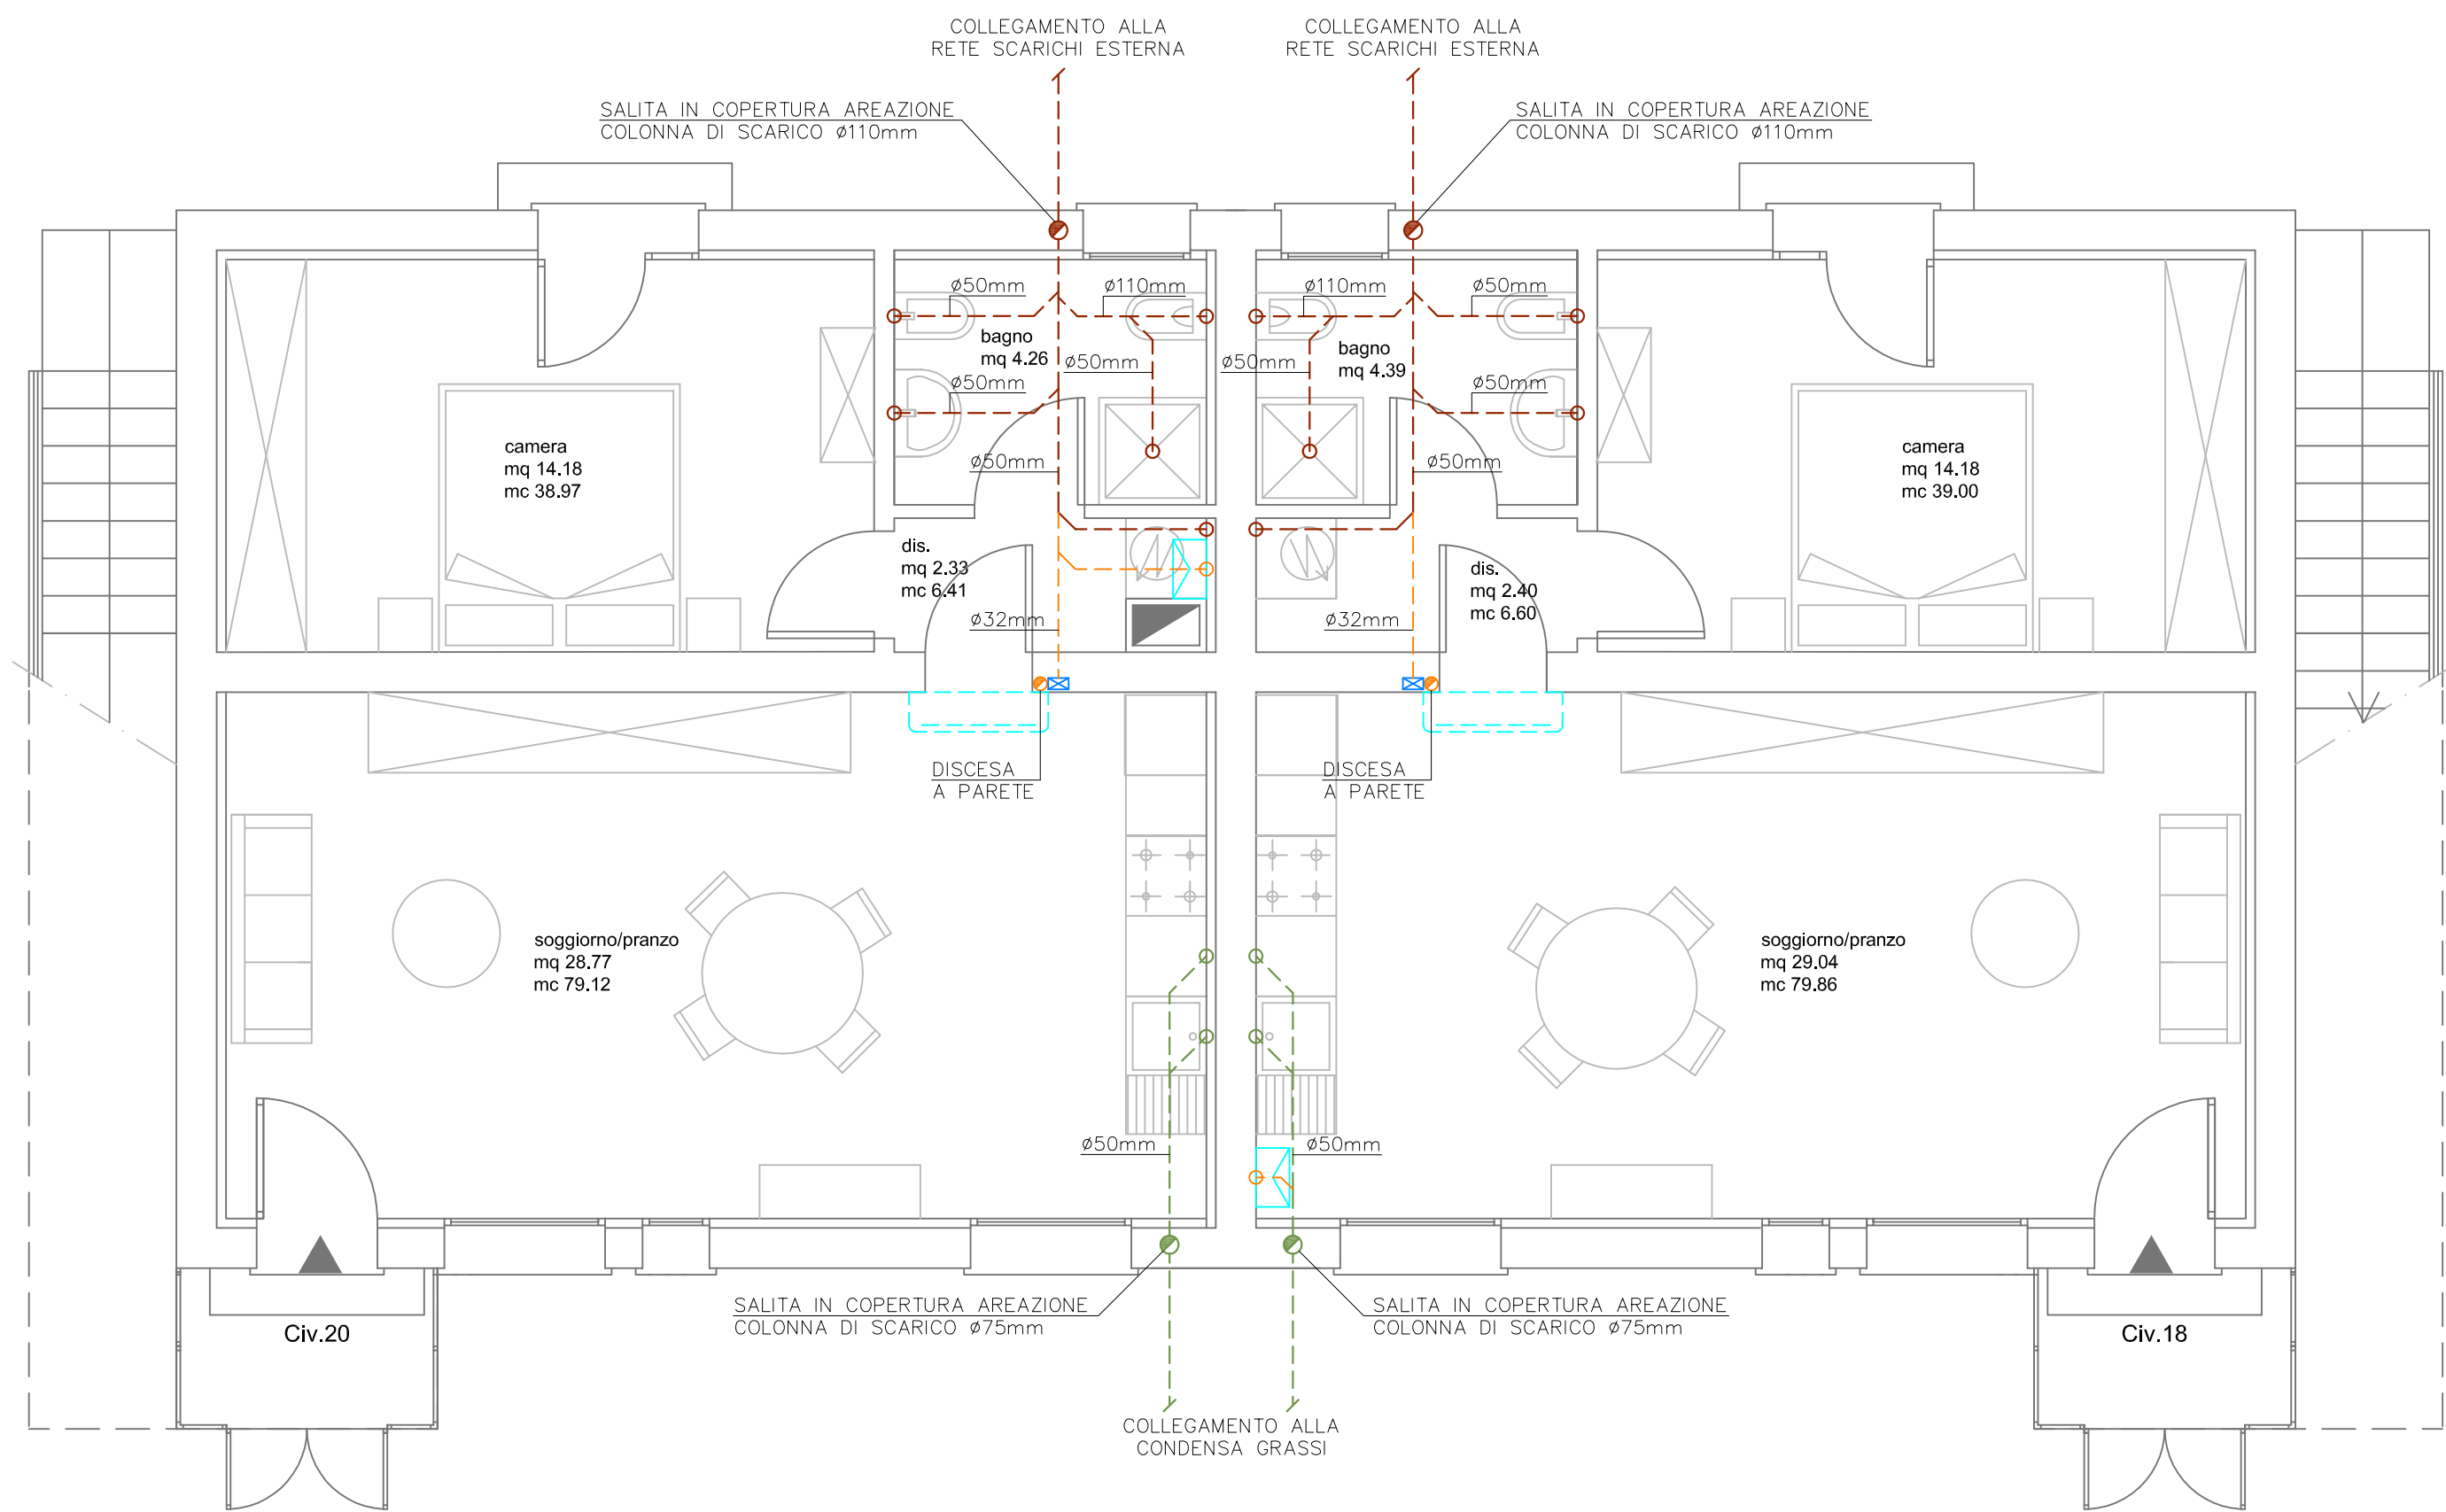 COLLEGAMENTO ALLA
RETE SCARICHI ESTERNA
COLLEGAMENTO ALLA
RETE SCARICHI ESTERNA
SALITA IN COPERTURA AREAZIONE
COLONNA DI SCARICO ø110mm
SALITA IN COPERTURA AREAZIONE
COLONNA DI SCARICO ø110mm
ø50mm
ø110mm
ø110mm
ø50mm
bagno
mq 4.26
bagno
mq 4.39
ø50mm
ø50mm
ø50mm
ø50mm
camera
mq 14.18
mc 38.97
camera
mq 14.18
mc 39.00
ø50mm
ø50mm
dis.
mq 2.33
mc 6.41
dis.
mq 2.40
mc 6.60
ø32mm
ø32mm
DISCESA
A PARETE
DISCESA
A PARETE
soggiorno/pranzo
mq 28.77
mc 79.12
soggiorno/pranzo
mq 29.04
mc 79.86
ø50mm
ø50mm
SALITA IN COPERTURA AREAZIONE
COLONNA DI SCARICO ø75mm
SALITA IN COPERTURA AREAZIONE
COLONNA DI SCARICO ø75mm
Civ.20
Civ.18
COLLEGAMENTO ALLA
CONDENSA GRASSI